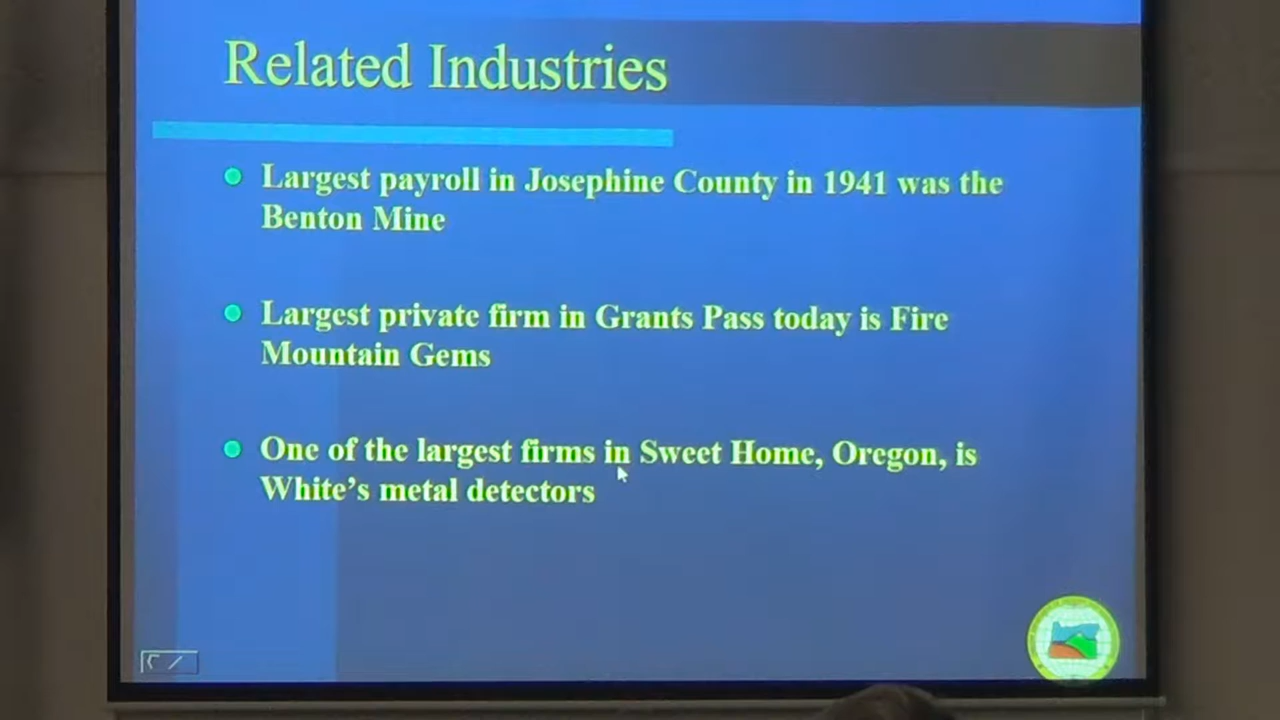 Related Industries
Largest payroll in Josephine County in 1941 was the
Benton Mine
Largest private firm in Grants Pass today is Fire
Mountain Gems
One of the largest firms in Sweet Home, Oregon, is
White's metal detectors